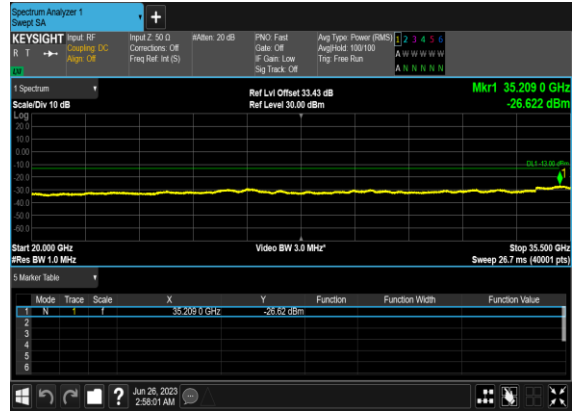 Spectrum Analyzer 1
Swept SA
+
KEYSIGHT Input: RF Input Z: 50 Ω #Atten: 20 dB PNO: Fast Avg Type: Power (RMS) 1 2 3 4 5 6
R T Coupling: DC Corrections: Off Gate: Off Avg|Hold: 100/100 A W W W W W
Align: Off Freq Ref: Int (S) IF Gain: Low Trig: Free Run
Sig Track: Off A N N N N N
1 Spectrum Ref Lvl Offset 33.43 dB Mkr1 35.209 0 GHz
Scale/Div 10 dB Ref Level 30.00 dBm -26.622 dBm
Log
20.0
10.0
0.00
-10.0
DL1 -13.00 dBm
1
-20.0
-30.0
-40.0
-50.0
-60.0
Start 20.000 GHz Video BW 3.0 MHz* Stop 35.500 GHz
#Res BW 1.0 MHz Sweep 26.7 ms (40001 pts)
5 Marker Table
Mode Trace Scale X Y Function Function Width Function Value
1 N 1 f 35.209 0 GHz -26.62 dBm
2
3
4
5
6
? Jun 26, 2023
2:58:01 AM